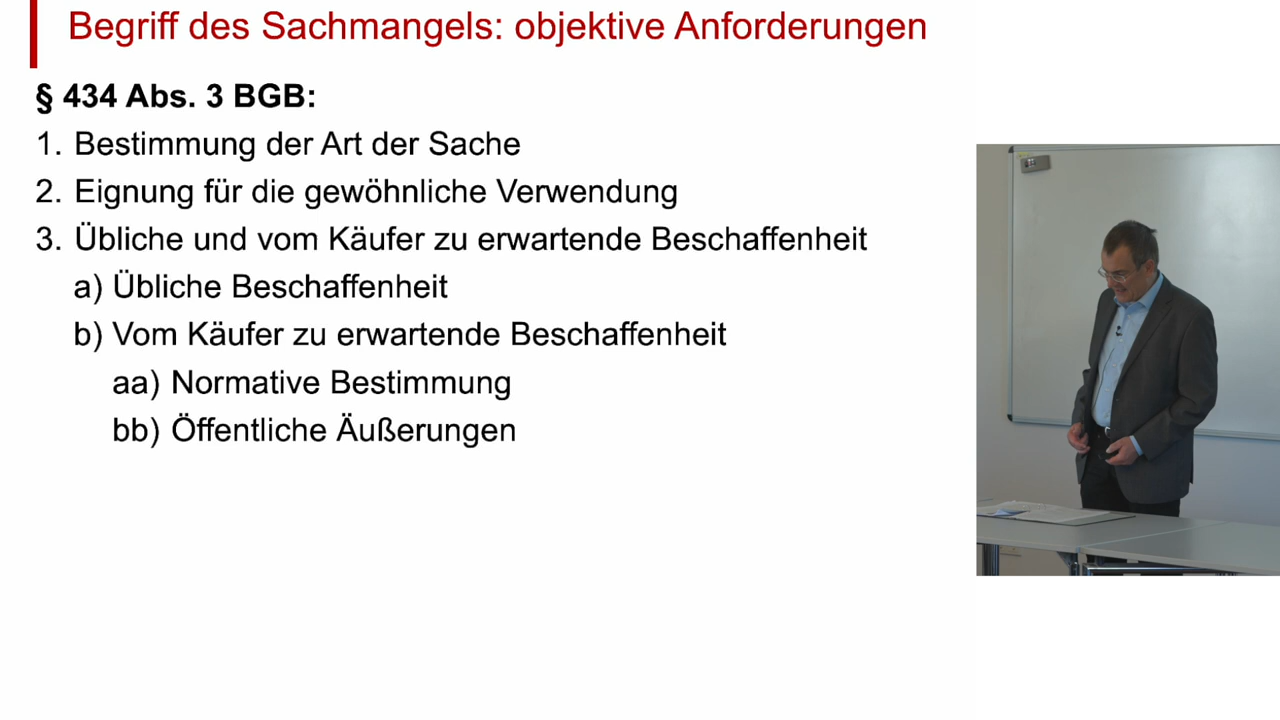 Begriff des Sachmangels: objektive Anforderungen
§ 434 Abs. 3 BGB:
1. Bestimmung der Art der Sache
2. Eignung für die gewöhnliche Verwendung
3. Übliche und vom Käufer zu erwartende Beschaffenheit
a) Übliche Beschaffenheit
b) Vom Käufer zu erwartende Beschaffenheit
aa) Normative Bestimmung
bb) Öffentliche Äußerungen